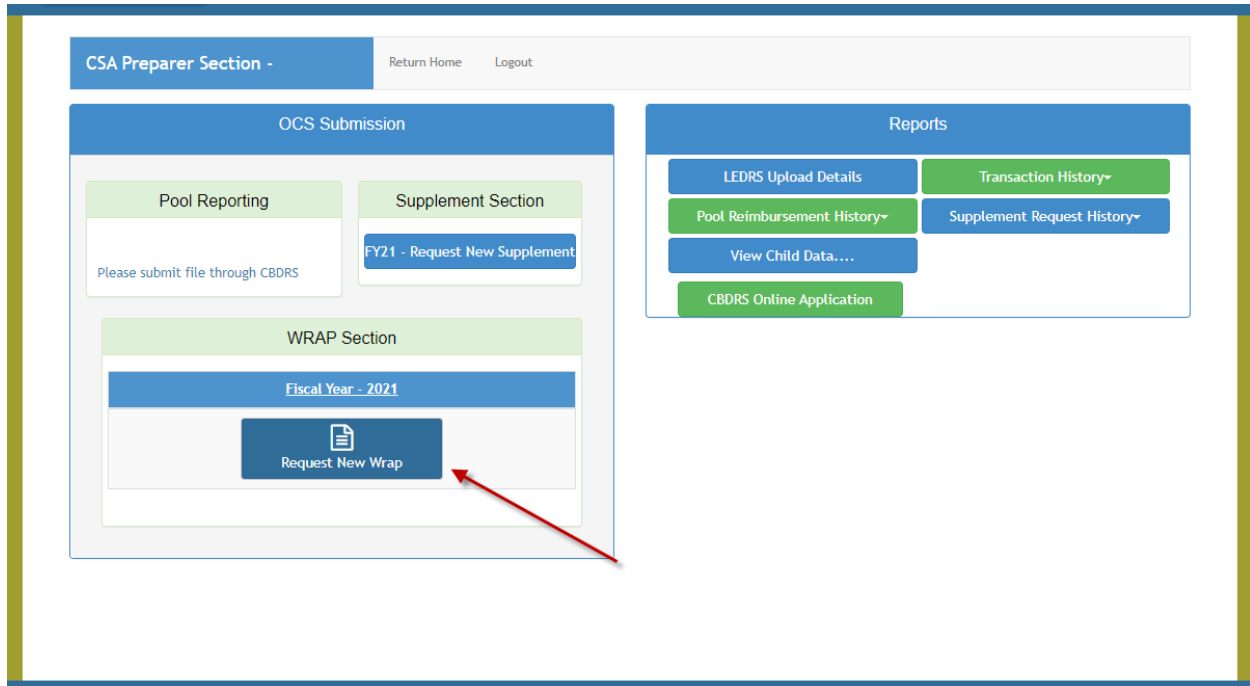 CSA Preparer Section -
Return Home
Logout
OCS Submission
Pool Reporting
Please submit file through CBDRS
Supplement Section
FY21 - Request New Supplement
WRAP Section
Fiscal Year - 2021
Request New Wrap
Reports
LEDRS Upload Details
Transaction History
Pool Reimbursement History
Supplement Request History
View Child Data....
CBDRS Online Application